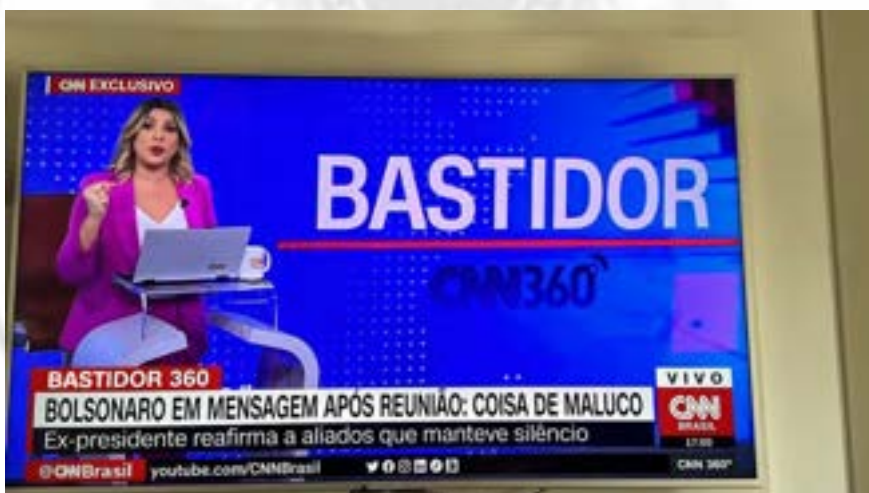 CNN EXCLUSIVO
BASTIDOR
CNN360°
BASTIDOR 360
BOLSONARO EM MENSAGEM APÓS REUNIÃO: COISA DE MALUCO
Ex-presidente reafirma a aliados que manteve silêncio
VIVO
CNN
BRASIL
@CNNBrasil youtube.com/CNNBrasil
CNN 360°